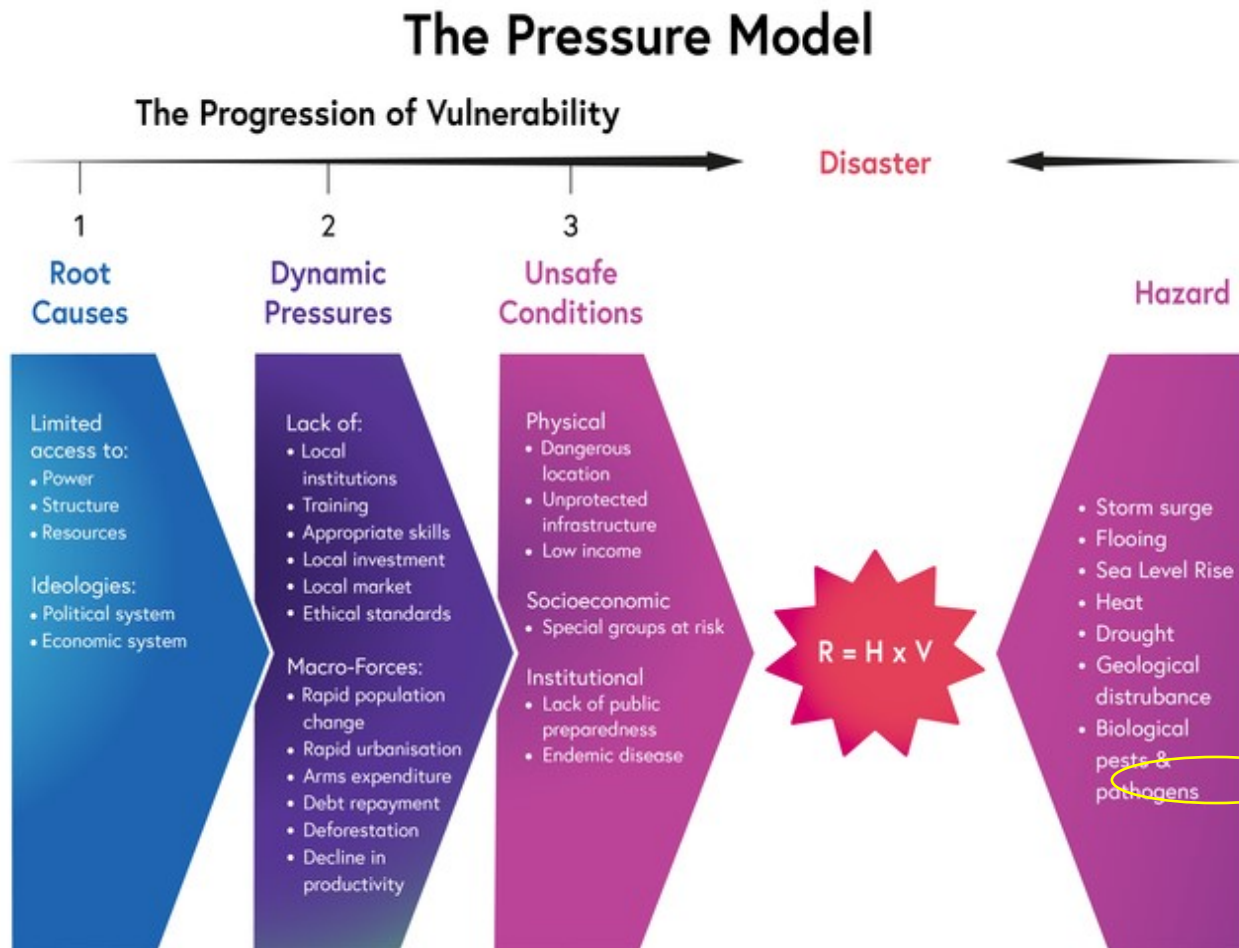 The Pressure Model
The Progression of Vulnerability
Disaster
1
2
3
Root
Causes
Dynamic
Pressures
Unsafe
Conditions
Hazard
Limited
access to:
• Power
• Structure
• Resources
Ideologies:
• Political system
• Economic system
Lack of:
• Local
institutions
• Training
• Appropriate skills
• Local investment
• Local market
• Ethical standards
Macro-Forces:
• Rapid population
change
• Rapid urbanisation
• Arms expenditure
• Debt repayment
• Deforestation
• Decline in
productivity
Physical
• Dangerous
location
• Unprotected
infrastructure
• Low income
Socioeconomic
• Special groups at risk
Institutional
• Lack of public
preparedness
• Endemic disease
R = H x V
• Storm surge
• Flooing
• Sea Level Rise
• Heat
• Drought
• Geological
distrubance
• Biological
pests &
pathogens